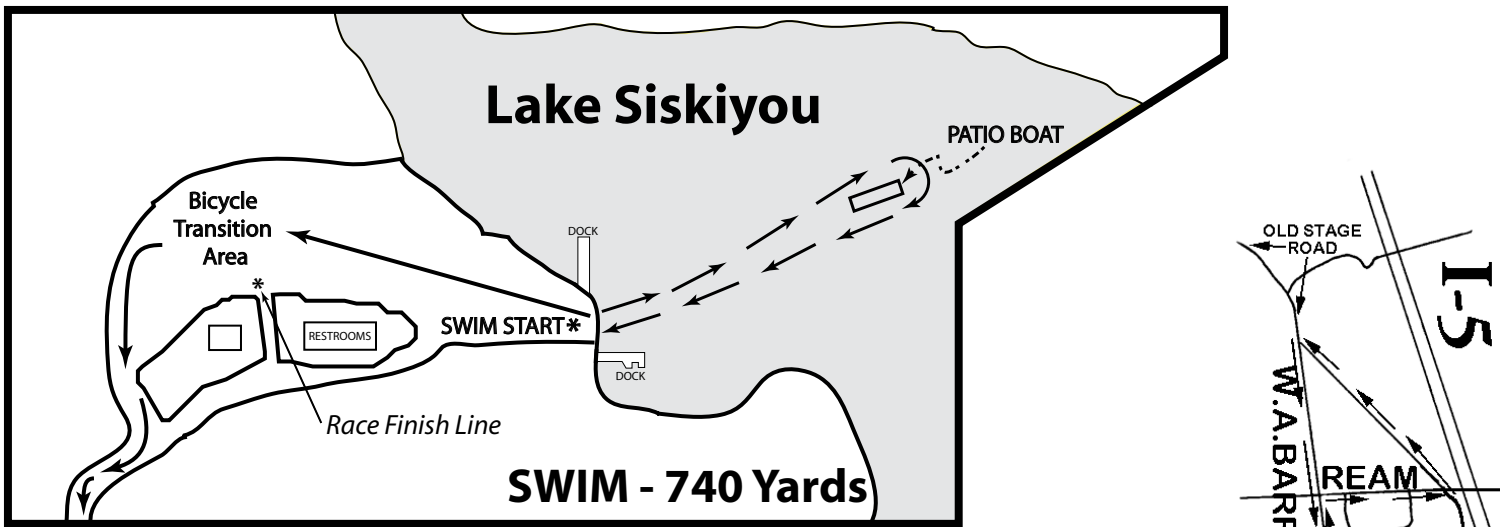 Lake Siskiyou
PATIO BOAT
Bicycle
Transition
Area
*
DOCK
RESTROOMS
SWIM START*
DOCK
Race Finish Line
SWIM - 740 Yards
OLD STAGE
ROAD
I-5
W.A.
REAM